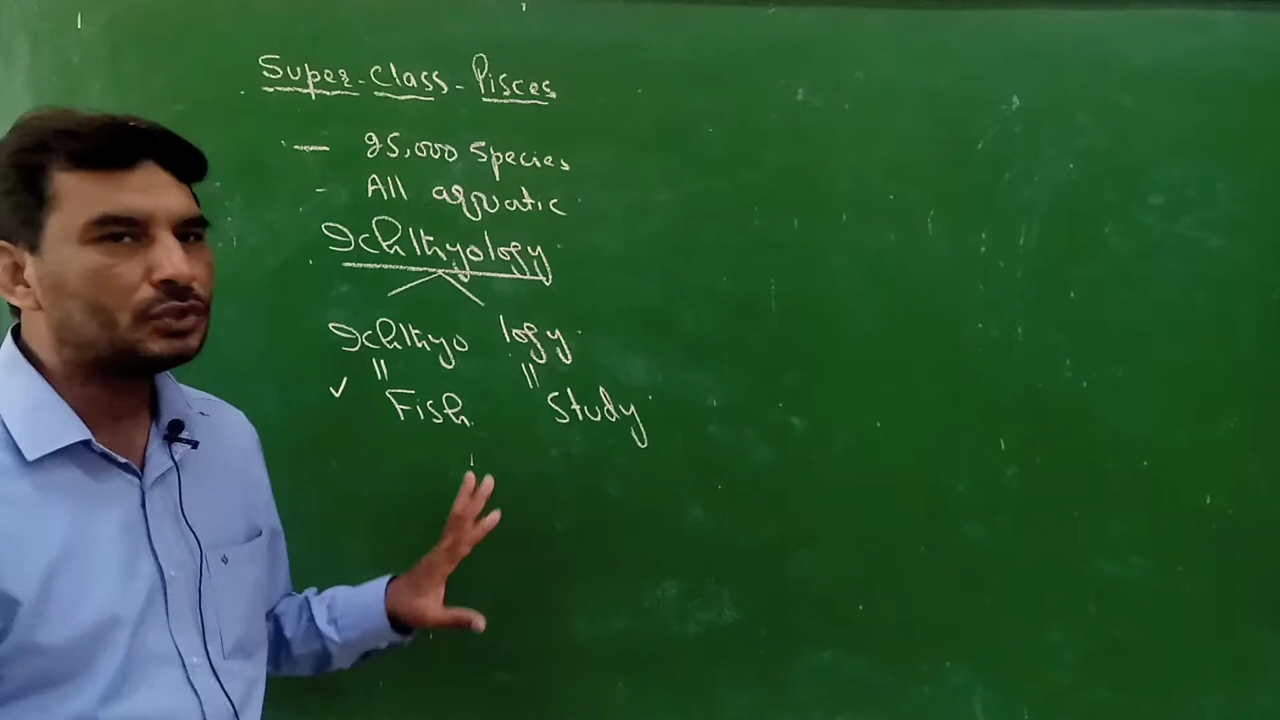 Super-Class-Pisces
— 25,000 Species
- All aquatic
Ichthyology
Ichthyo logy
" "
✓ Fish Study